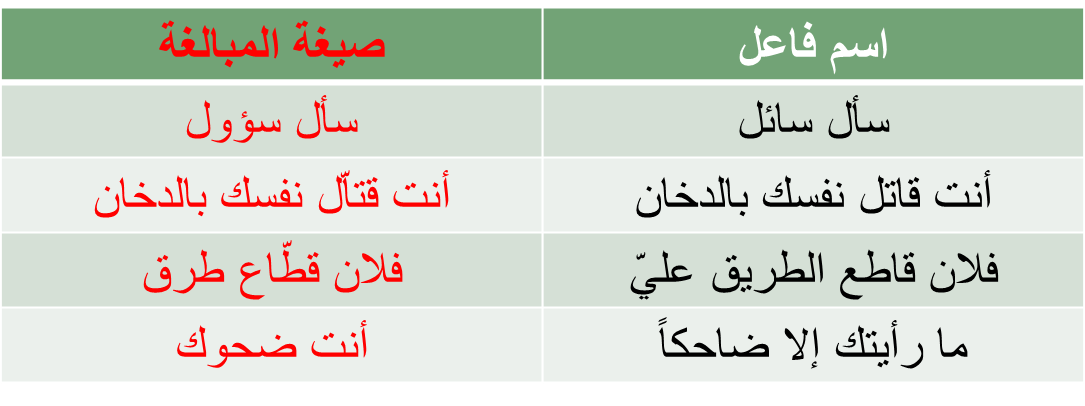 اسم فاعل صيغة المبالغة
سأل سائل سأل سؤول
أنت قاتل نفسك بالدخان أنت قتاّل نفسك بالدخان
فلان قاطع الطريق عليّ فلان قطّاع طرق
ما رأيتك إلا ضاحكاً أنت ضحوك